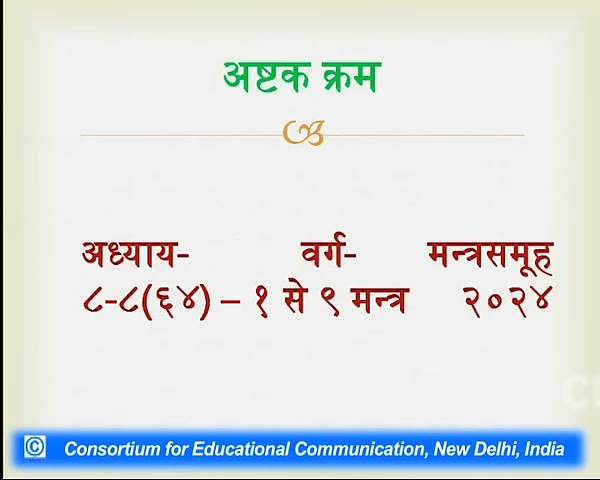 अष्टक क्रम
अध्याय- वर्ग- मन्त्रसमूह
८-८(६४) – १ से ९ मन्त्र २०२४
© Consortium for Educational Communication, New Delhi, India